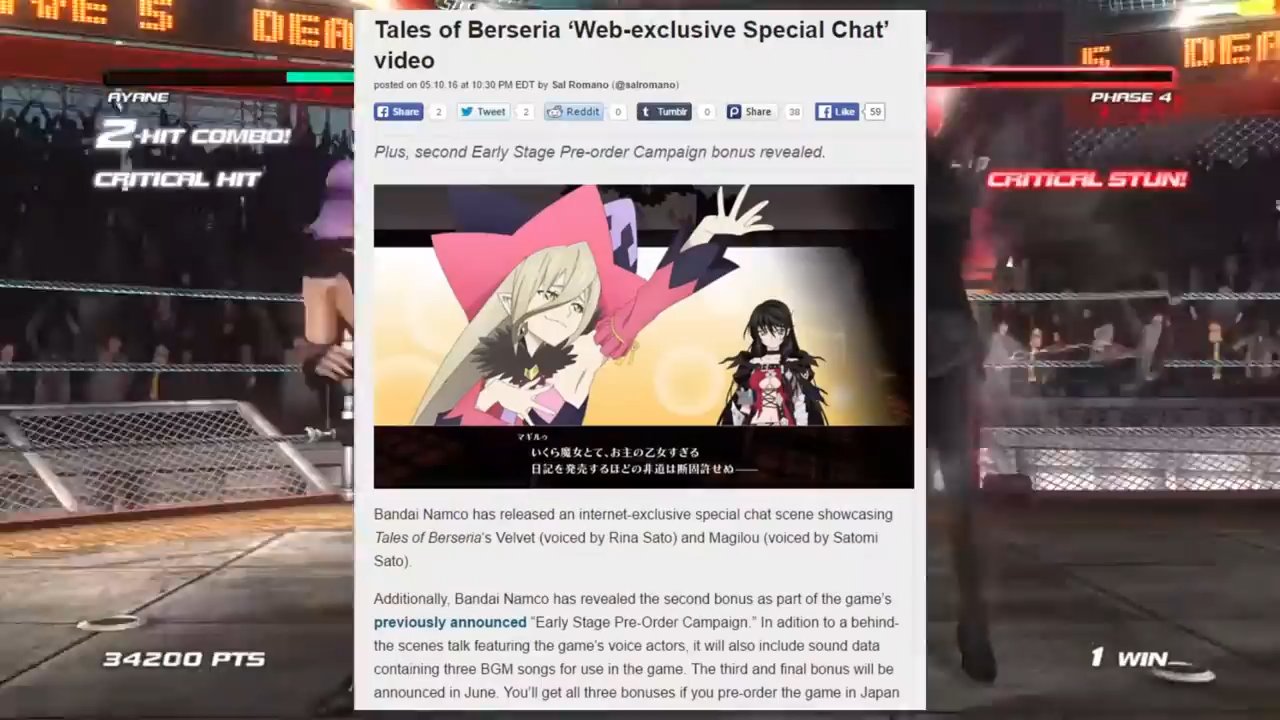 VE S DEA
E DEA
AYANE
2-HIT COMBO!
CRITICAL HIT
PHASE 4
CRITICAL STUN!
Tales of Berseria ‘Web-exclusive Special Chat’
video
posted on 05.10.16 at 10:30 PM EDT by Sal Romano (@salromano)
Share 2 Tweet 2 Reddit 0 Tumblr 0 Share 38 Like 59
Plus, second Early Stage Pre-order Campaign bonus revealed.
マギルゥ
いくら魔女とて、お主の乙女すぎる
日記を発売するほどの非道は断固許せぬ――
Bandai Namco has released an internet-exclusive special chat scene showcasing
Tales of Berseria’s Velvet (voiced by Rina Sato) and Magilou (voiced by Satomi
Sato).
Additionally, Bandai Namco has revealed the second bonus as part of the game’s
previously announced “Early Stage Pre-Order Campaign.” In adition to a behind-
the scenes talk featuring the game’s voice actors, it will also include sound data
containing three BGM songs for use in the game. The third and final bonus will be
announced in June. You’ll get all three bonuses if you pre-order the game in Japan
34200 PTS
1 WIN